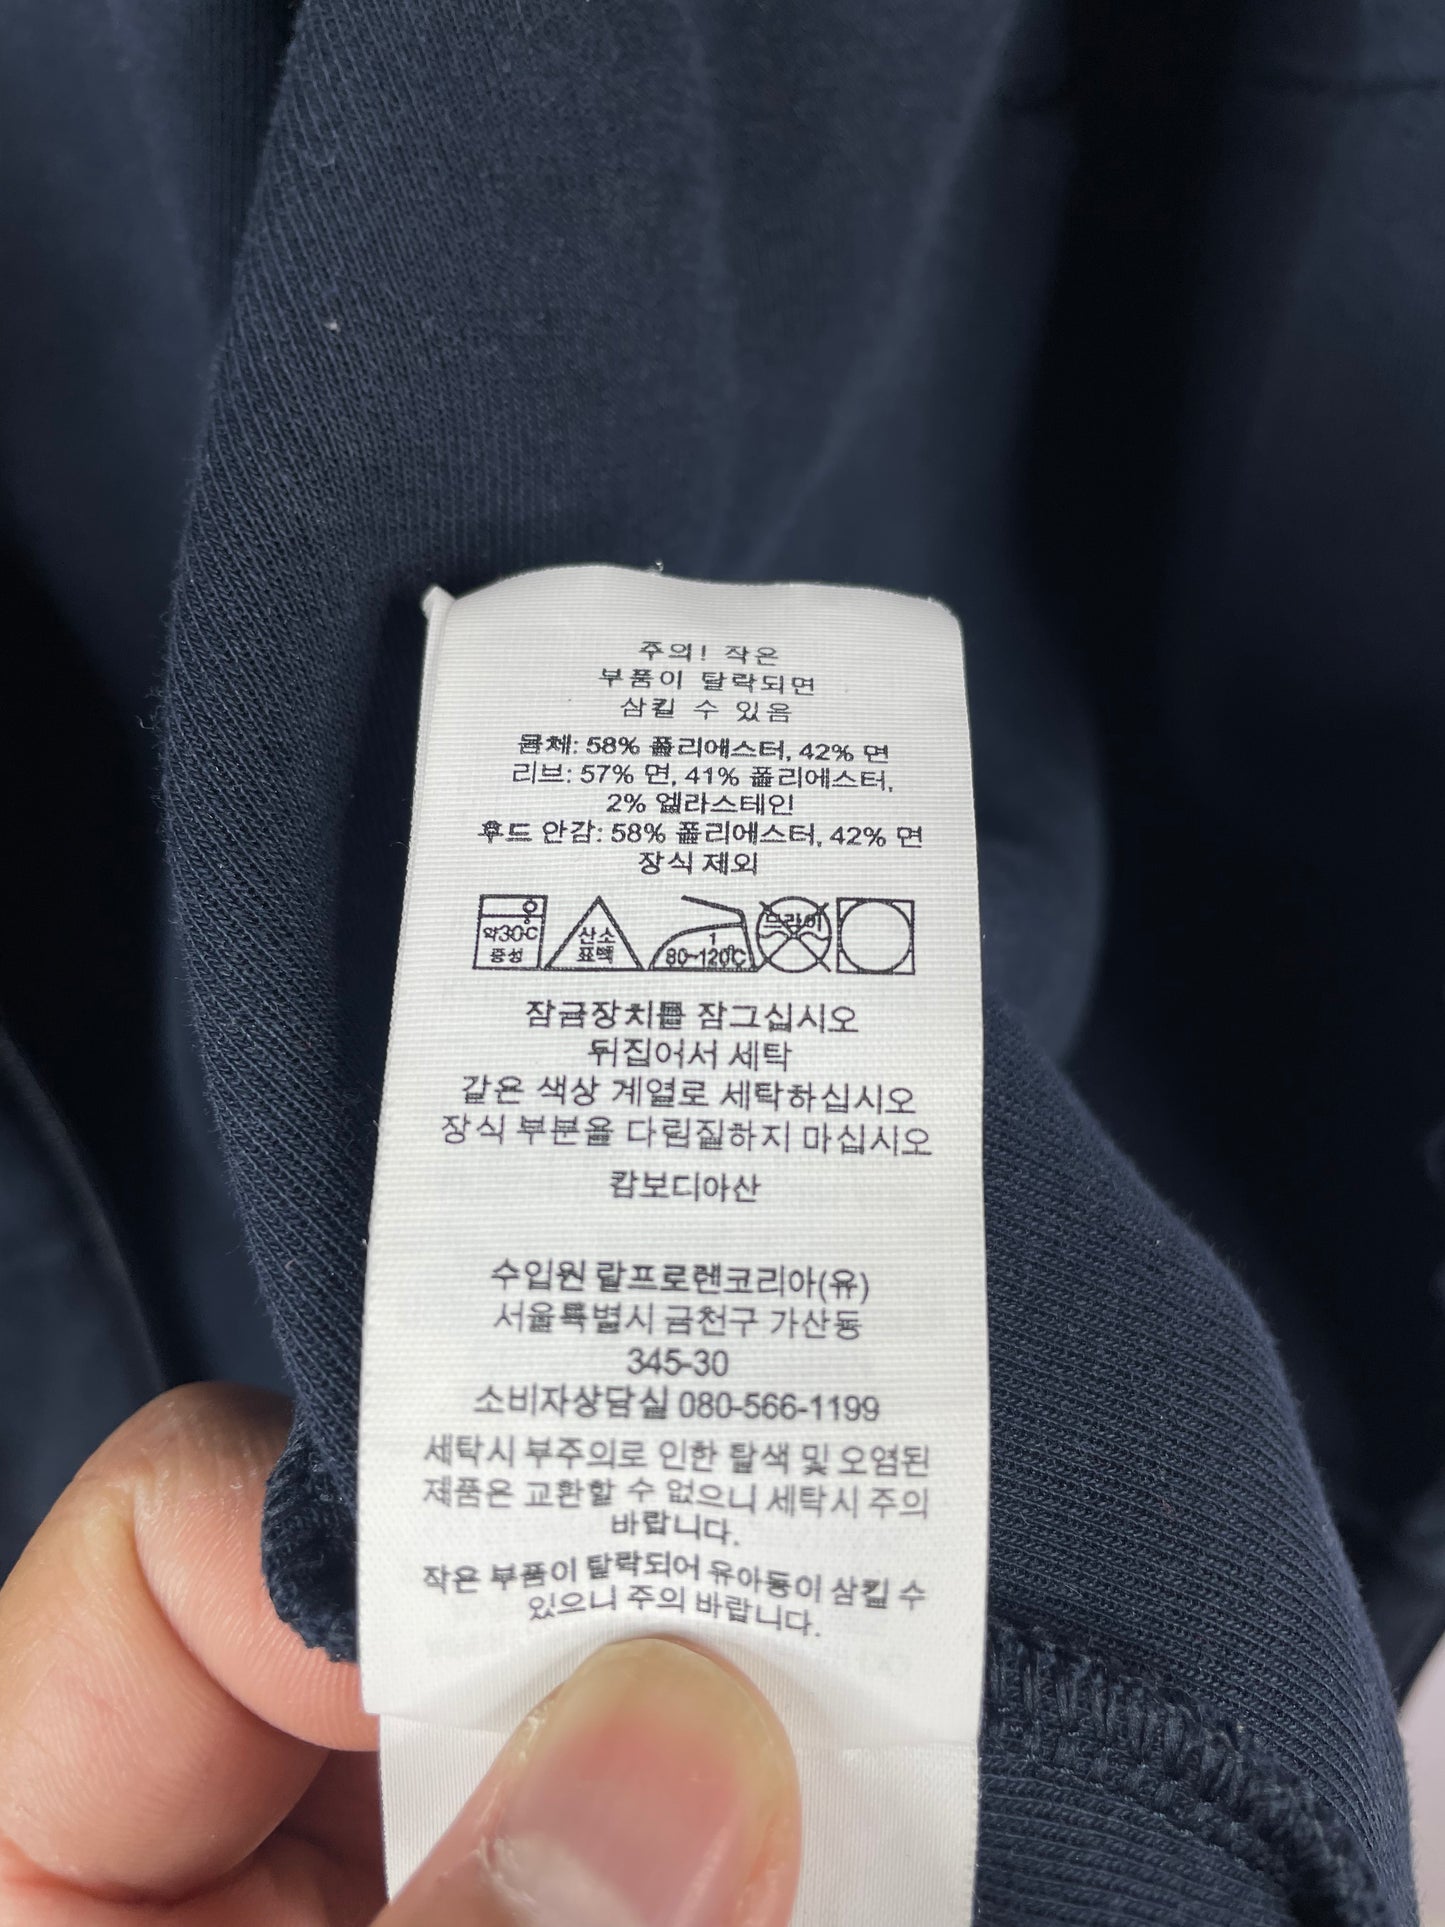 주의! 작은
부품이 탈락되면
삼킬 수 있음
몸체: 58% 폴리에스터, 42% 면
리브: 57% 면, 41% 폴리에스터,
2% 엘라스테인
후드 안감: 58% 폴리에스터, 42% 면
장식 제외
약30℃
중성
산소
표백
1
80~120℃
드라이
잠금장치를 잠그십시오
뒤집어서 세탁
같은 색상 계열로 세탁하십시오
장식 부분을 다림질하지 마십시오
캄보디아산
수입원 랄프로렌코리아(유)
서울특별시 금천구 가산동
345-30
소비자상담실 080-566-1199
세탁시 부주의로 인한 탈색 및 오염된
제품은 교환할 수 없으니 세탁시 주의
바랍니다.
작은 부품이 탈락되어 유아동이 삼킬 수
있으니 주의 바랍니다.